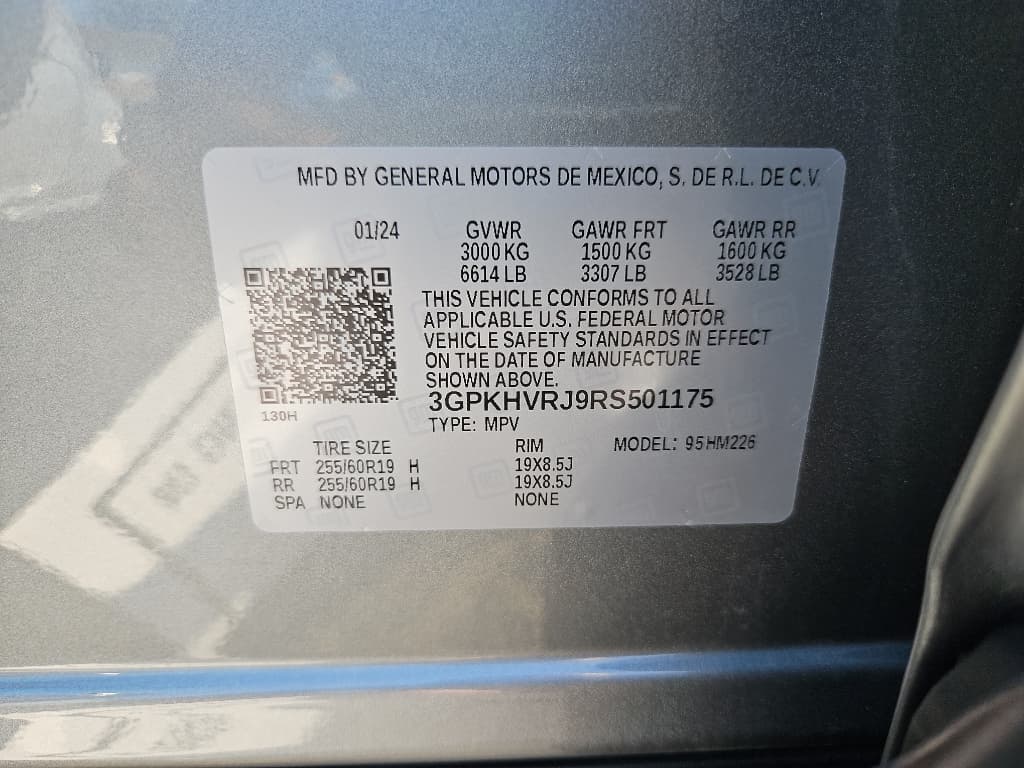 MFD BY GENERAL MOTORS DE MEXICO, S. DE R.L. DE C.V.
01/24 GVWR GAWR FRT GAWR RR
3000 KG 1500 KG 1600 KG
6614 LB 3307 LB 3528 LB
THIS VEHICLE CONFORMS TO ALL
APPLICABLE U.S. FEDERAL MOTOR
VEHICLE SAFETY STANDARDS IN EFFECT
ON THE DATE OF MANUFACTURE
SHOWN ABOVE.
3GPKHVRJ9RS501175
130H
TYPE: MPV
TIRE SIZE RIM MODEL: 95HM226
FRT 255/60R19 H 19X8.5J
RR 255/60R19 H 19X8.5J
SPA NONE NONE